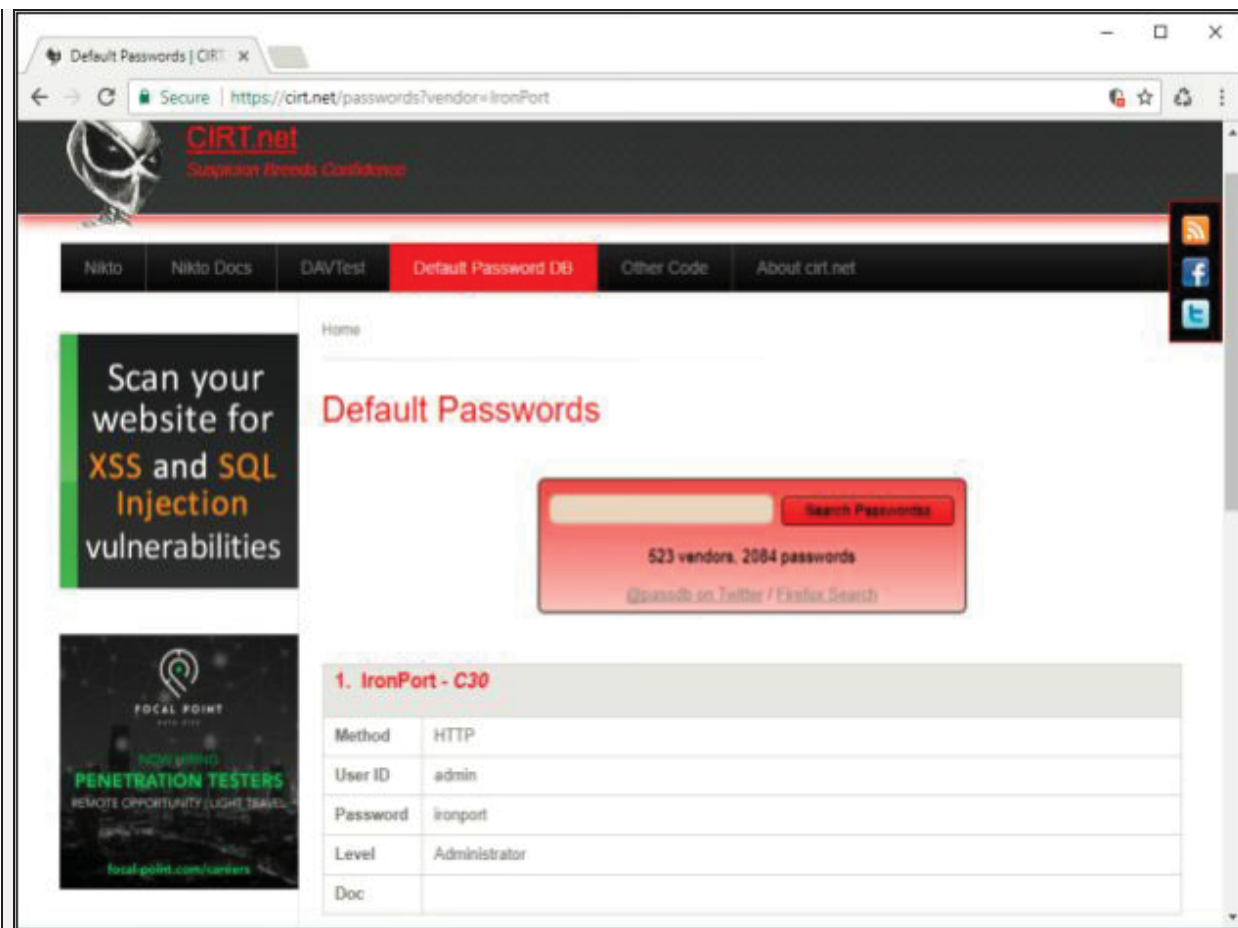 Default Passwords | CIRT
Secure | https://cirt.net/passwords?vendor=IronPort
CIRT.net
Suspicion Breeds Confidence
Nikto Nikto Docs DAVTest Default Password DB Other Code About cirt.net
Home
Scan your
website for
XSS and SQL
Injection
vulnerabilities
Default Passwords
Search Passwords
523 vendors, 2084 passwords
@passdb on Twitter / Firefox Search
FOCAL POINT
DATA RISK
NOW HIRING
PENETRATION TESTERS
REMOTE OPPORTUNITY | LIGHT TRAVEL
focal-point.com/careers
1. IronPort - C30
Method HTTP
User ID admin
Password ironport
Level Administrator
Doc